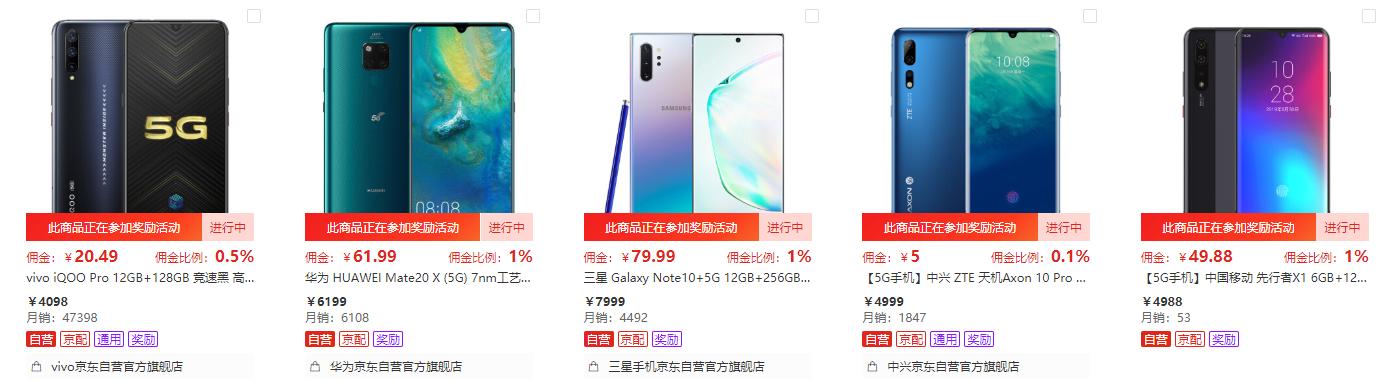 5G
iQOO
5G
HUAWEI
08:08
SAMSUNG
ZTE
AXON
10:08
10
28
此商品正在参加奖励活动 进行中
佣金：￥20.49 佣金比例：0.5%
vivo iQOO Pro 12GB+128GB 竞速黑 高...
￥4098
月销：47398
自营 京配 通用 奖励
vivo京东自营官方旗舰店
此商品正在参加奖励活动 进行中
佣金：￥61.99 佣金比例：1%
华为 HUAWEI Mate20 X (5G) 7nm工艺...
￥6199
月销：6108
自营 京配 通用 奖励
华为京东自营官方旗舰店
此商品正在参加奖励活动 进行中
佣金：￥79.99 佣金比例：1%
三星 Galaxy Note10+5G 12GB+256GB...
￥7999
月销：4492
自营 京配 奖励
三星手机京东自营官方旗舰店
此商品正在参加奖励活动 进行中
佣金：￥5 佣金比例：0.1%
【5G手机】中兴 ZTE 天机Axon 10 Pro ...
￥4999
月销：1847
自营 京配 通用 奖励
中兴京东自营官方旗舰店
此商品正在参加奖励活动 进行中
佣金：￥49.88 佣金比例：1%
【5G手机】中国移动 先行者X1 6GB+12...
￥4988
月销：53
自营 京配 奖励